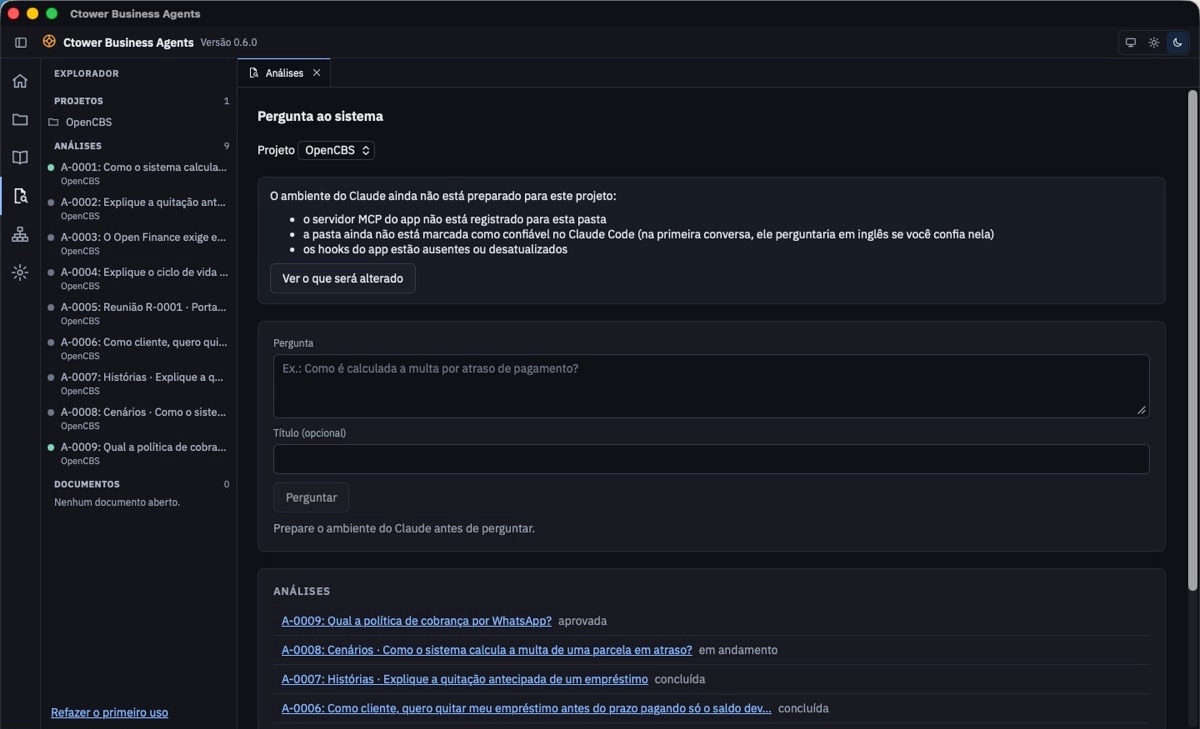 Ctower Business Agents
Ctower Business Agents Versão 0.6.0
EXPLORADOR
PROJETOS 1
OpenCBS
ANÁLISES 9
A-0001: Como o sistema calcula...
OpenCBS
A-0002: Explique a quitação ant...
OpenCBS
A-0003: O Open Finance exige e...
OpenCBS
A-0004: Explique o ciclo de vida ...
OpenCBS
A-0005: Reunião R-0001 · Porta...
OpenCBS
A-0006: Como cliente, quero qui...
OpenCBS
A-0007: Histórias · Explique a q...
OpenCBS
A-0008: Cenários · Como o siste...
OpenCBS
A-0009: Qual a política de cobra...
OpenCBS
DOCUMENTOS 0
Nenhum documento aberto.
Refazer o primeiro uso
Análises
Pergunta ao sistema
Projeto OpenCBS
O ambiente do Claude ainda não está preparado para este projeto:
• o servidor MCP do app não está registrado para esta pasta
• a pasta ainda não está marcada como confiável no Claude Code (na primeira conversa, ele perguntaria em inglês se você confia nela)
• os hooks do app estão ausentes ou desatualizados
Ver o que será alterado
Pergunta
Ex.: Como é calculada a multa por atraso de pagamento?
Título (opcional)
Perguntar
Prepare o ambiente do Claude antes de perguntar.
ANÁLISES
A-0009: Qual a política de cobrança por WhatsApp? aprovada
A-0008: Cenários · Como o sistema calcula a multa de uma parcela em atraso? em andamento
A-0007: Histórias · Explique a quitação antecipada de um empréstimo concluída
A-0006: Como cliente, quero quitar meu empréstimo antes do prazo pagando só o saldo dev... concluída